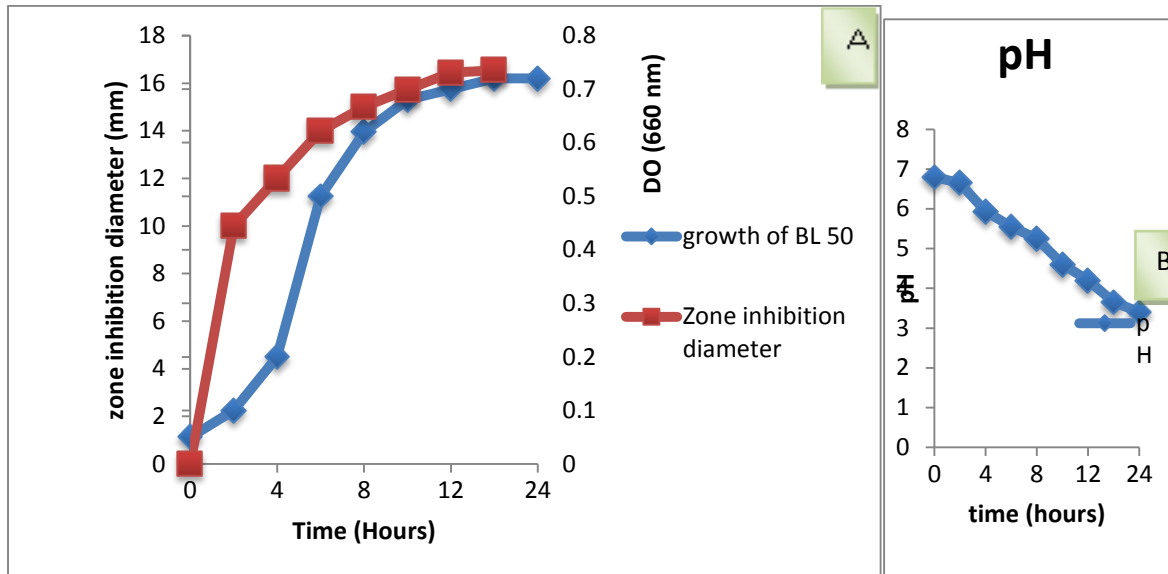 A
zone inhibition diameter (mm)
18
16
14
12
10
8
6
4
2
0
0.8
0.7
0.6
0.5
0.4
0.3
0.2
0.1
0
DO (660 nm)
growth of BL 50
Zone inhibition
diameter
0 4 8 12 24
Time (Hours)
pH
B
pH
8
7
6
5
4
3
2
1
0
p
H
0 4 8 12 24
time (hours)